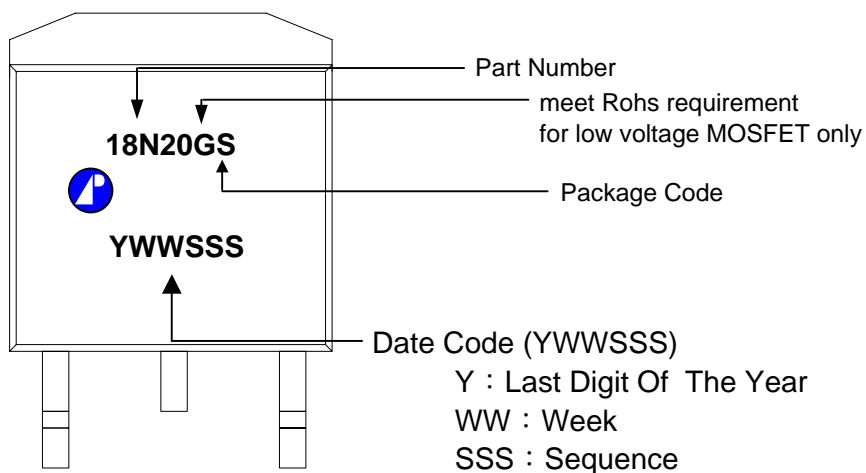 Part Number
meet Rohs requirement
for low voltage MOSFET only
18N20GS
Package Code
YWWSSS
Date Code (YWWSSS)
Y：Last Digit Of The Year
WW：Week
SSS：Sequence